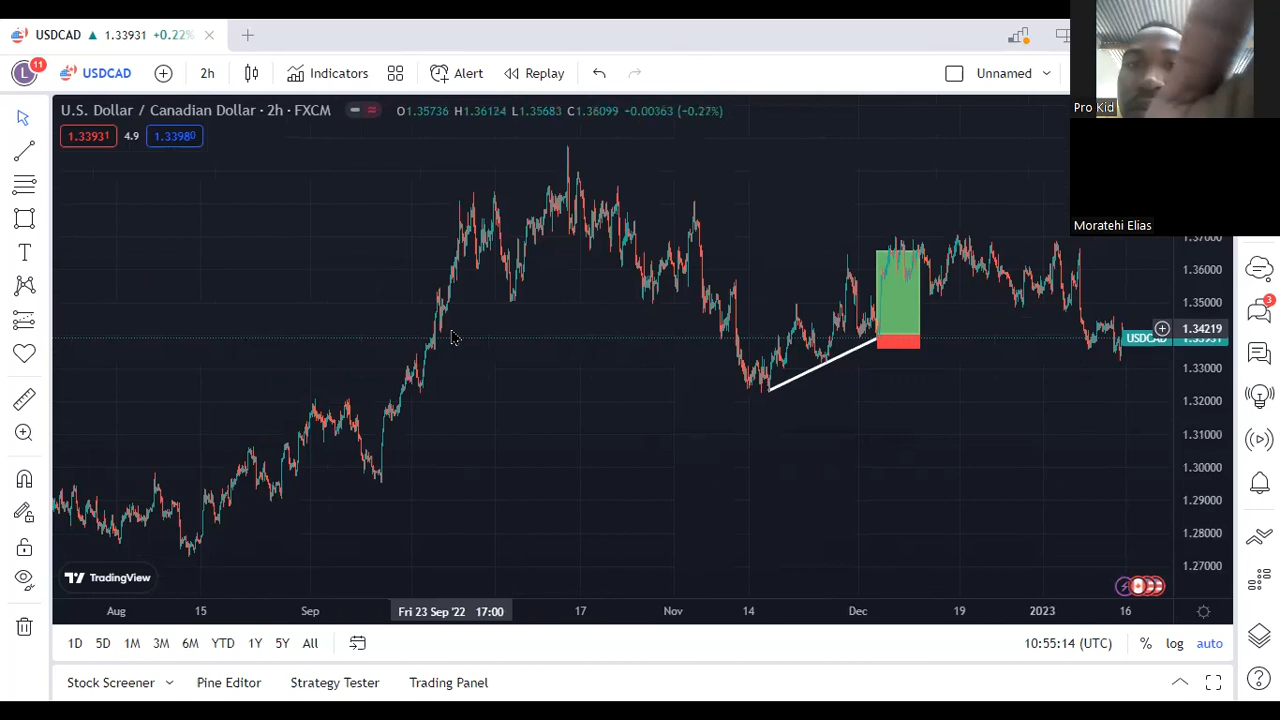 USDCAD 1.33931 +0.22%
11 USDCAD 2h Indicators Alert Replay Unnamed
Pro Kid
U.S. Dollar / Canadian Dollar · 2h · FXCM O1.35736 H1.36124 L1.35683 C1.36099 -0.00363 (-0.27%)
1.33931 4.9 1.33980
Moratehi Elias
1.37000
1.36000
1.35000
1.34219
USDCAD 1.33931
1.33000
1.32000
1.31000
1.30000
1.29000
1.28000
1.27000
3
TradingView
Aug 15 Sep Fri 23 Sep '22 17:00 17 Nov 14 Dec 19 2023 16
1D 5D 1M 3M 6M YTD 1Y 5Y All 10:55:14 (UTC) % log auto
Stock Screener Pine Editor Strategy Tester Trading Panel